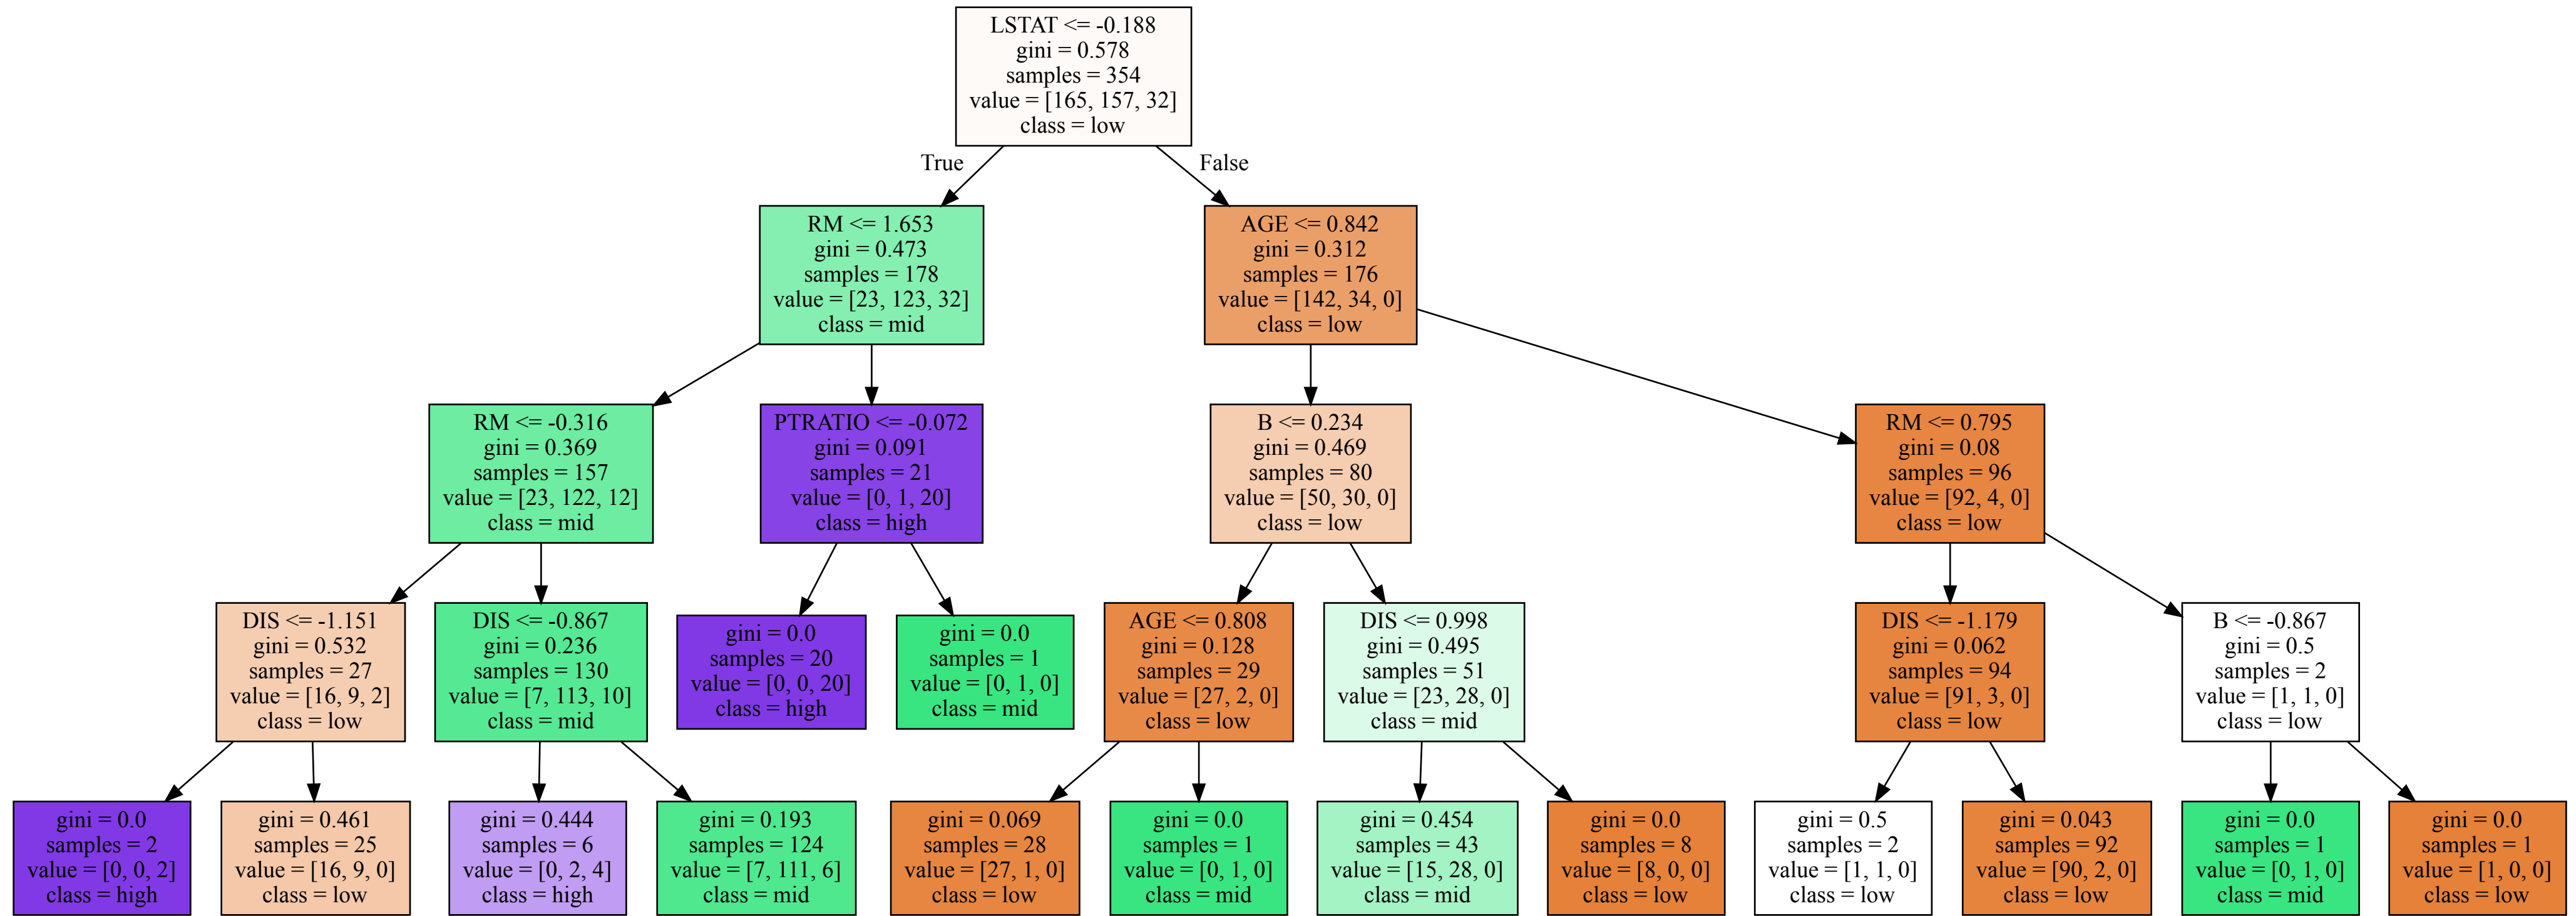 LSTAT <= -0.188
gini = 0.578
samples = 354
value = [165, 157, 32]
class = low
True
False
RM <= 1.653
gini = 0.473
samples = 178
value = [23, 123, 32]
class = mid
AGE <= 0.842
gini = 0.312
samples = 176
value = [142, 34, 0]
class = low
RM <= -0.316
gini = 0.369
samples = 157
value = [23, 122, 12]
class = mid
PTRATIO <= -0.072
gini = 0.091
samples = 21
value = [0, 1, 20]
class = high
B <= 0.234
gini = 0.469
samples = 80
value = [50, 30, 0]
class = low
RM <= 0.795
gini = 0.08
samples = 96
value = [92, 4, 0]
class = low
DIS <= -1.151
gini = 0.532
samples = 27
value = [16, 9, 2]
class = low
DIS <= -0.867
gini = 0.236
samples = 130
value = [7, 113, 10]
class = mid
gini = 0.0
samples = 20
value = [0, 0, 20]
class = high
gini = 0.0
samples = 1
value = [0, 1, 0]
class = mid
AGE <= 0.808
gini = 0.128
samples = 29
value = [27, 2, 0]
class = low
DIS <= 0.998
gini = 0.495
samples = 51
value = [23, 28, 0]
class = mid
DIS <= -1.179
gini = 0.062
samples = 94
value = [91, 3, 0]
class = low
B <= -0.867
gini = 0.5
samples = 2
value = [1, 1, 0]
class = low
gini = 0.0
samples = 2
value = [0, 0, 2]
class = high
gini = 0.461
samples = 25
value = [16, 9, 0]
class = low
gini = 0.444
samples = 6
value = [0, 2, 4]
class = high
gini = 0.193
samples = 124
value = [7, 111, 6]
class = mid
gini = 0.069
samples = 28
value = [27, 1, 0]
class = low
gini = 0.0
samples = 1
value = [0, 1, 0]
class = mid
gini = 0.454
samples = 43
value = [15, 28, 0]
class = mid
gini = 0.0
samples = 8
value = [8, 0, 0]
class = low
gini = 0.5
samples = 2
value = [1, 1, 0]
class = low
gini = 0.043
samples = 92
value = [90, 2, 0]
class = low
gini = 0.0
samples = 1
value = [0, 1, 0]
class = mid
gini = 0.0
samples = 1
value = [1, 0, 0]
class = low